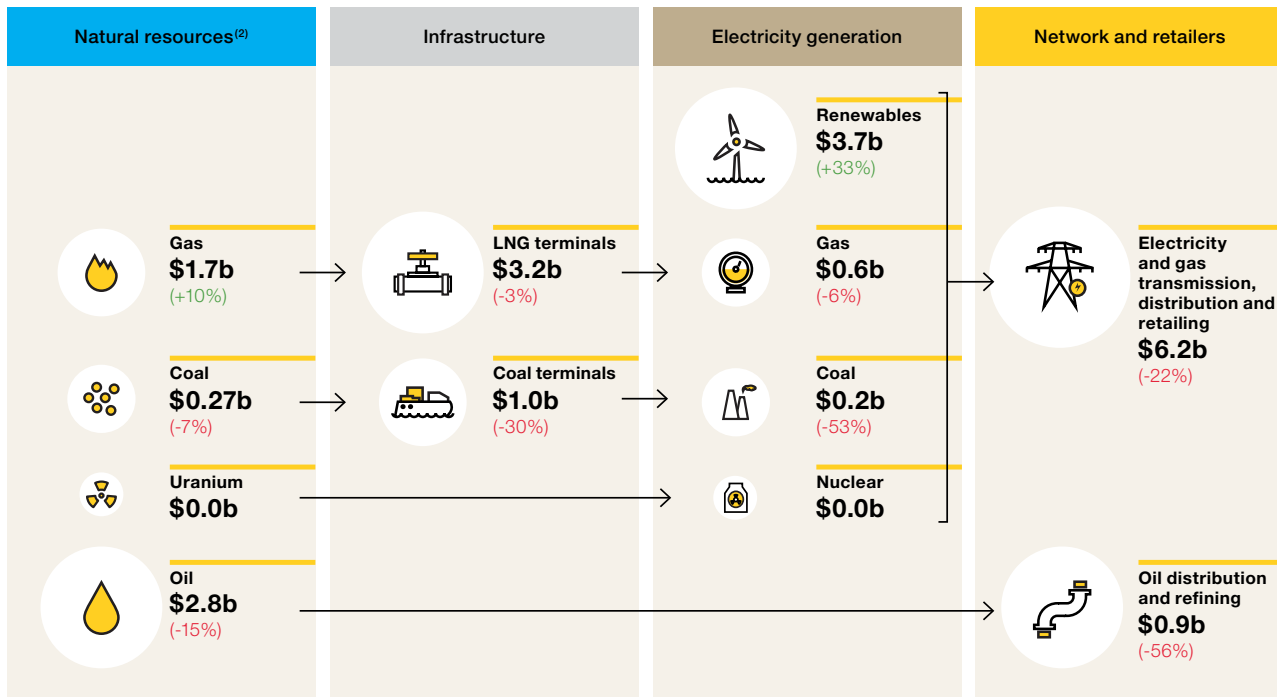 Natural resources(2)
Infrastructure
Electricity generation
Network and retailers
Gas
$1.7b
(+10%)
Coal
$0.27b
(-7%)
Uranium
$0.0b
Oil
$2.8b
(-15%)
LNG terminals
$3.2b
(-3%)
Coal terminals
$1.0b
(-30%)
Renewables
$3.7b
(+33%)
Gas
$0.6b
(-6%)
Coal
$0.2b
(-53%)
Nuclear
$0.0b
Electricity
and gas
transmission,
distribution and
retailing
$6.2b
(-22%)
Oil distribution
and refining
$0.9b
(-56%)